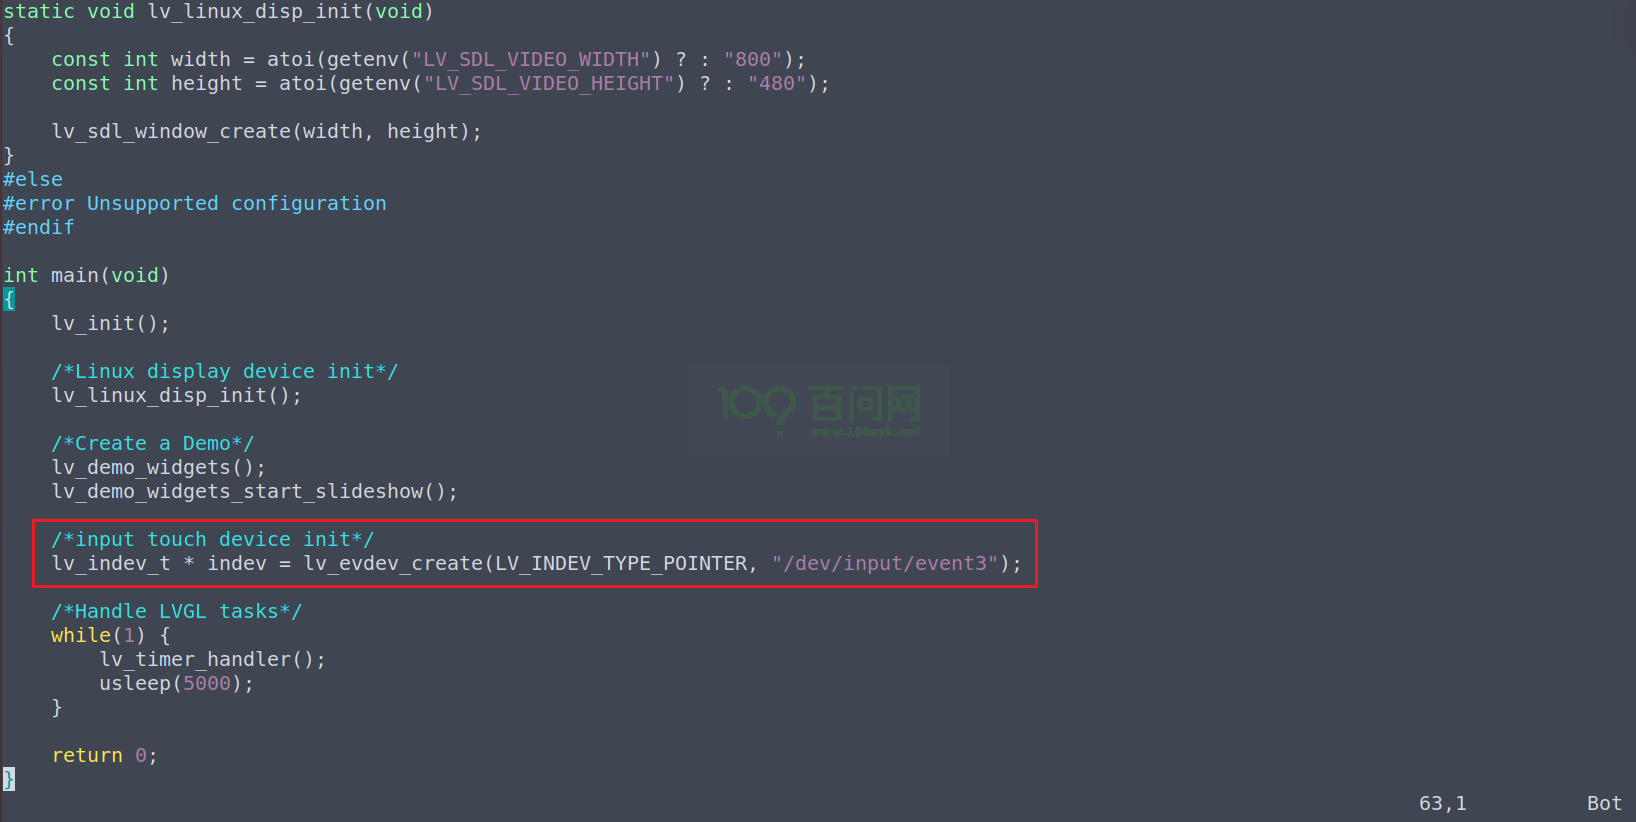 static void lv_linux_disp_init(void)
{
    const int width = atoi(getenv("LV_SDL_VIDEO_WIDTH") ? : "800");
    const int height = atoi(getenv("LV_SDL_VIDEO_HEIGHT") ? : "480");
    lv_sdl_window_create(width, height);
}
#else
#error Unsupported configuration
#endif
int main(void)
{
    lv_init();
    /*Linux display device init*/
    lv_linux_disp_init();
    /*Create a Demo*/
    lv_demo_widgets();
    lv_demo_widgets_start_slideshow();
    /*input touch device init*/
    lv_indev_t * indev = lv_evdev_create(LV_INDEV_TYPE_POINTER, "/dev/input/event3");
    /*Handle LVGL tasks*/
    while(1) {
        lv_timer_handler();
        usleep(5000);
    }
    return 0;
}
63,1 Bot
100? 百问网
www.100ask.net